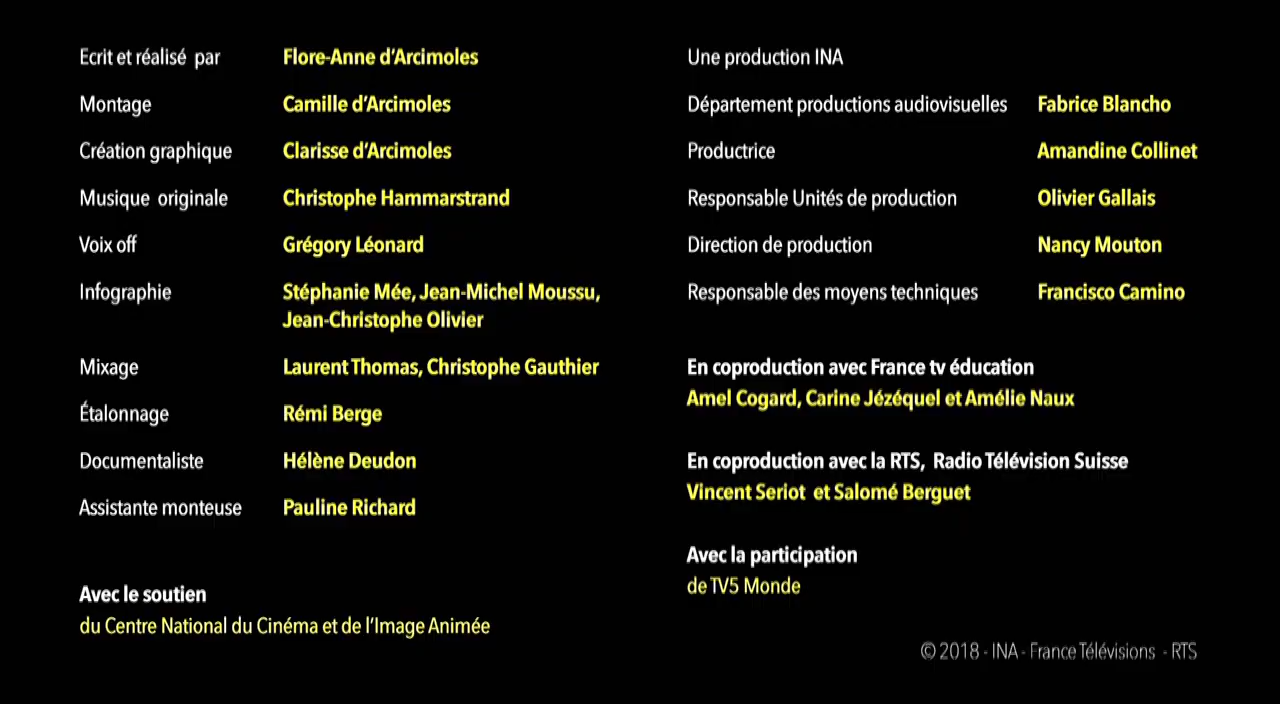 Ecrit et réalisé par Flore-Anne d'Arcimoles
Montage Camille d'Arcimoles
Création graphique Clarisse d'Arcimoles
Musique originale Christophe Hammarstrand
Voix off Grégory Léonard
Infographie Stéphanie Mée, Jean-Michel Moussu,
Jean-Christophe Olivier
Mixage Laurent Thomas, Christophe Gauthier
Étalonnage Rémi Berge
Documentaliste Hélène Deudon
Assistante monteuse Pauline Richard
Avec le soutien
du Centre National du Cinéma et de l'Image Animée
Une production INA
Département productions audiovisuelles Fabrice Blancho
Productrice Amandine Collinet
Responsable Unités de production Olivier Gallais
Direction de production Nancy Mouton
Responsable des moyens techniques Francisco Camino
En coproduction avec France tv éducation
Amel Cogard, Carine Jézéquel et Amélie Naux
En coproduction avec la RTS, Radio Télévision Suisse
Vincent Seriot et Salomé Berguet
Avec la participation
de TV5 Monde
© 2018 - INA - France Télévisions - RTS